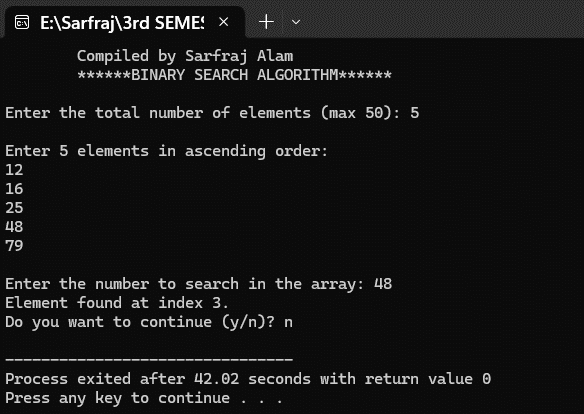 E:\Sarfraj\3rd SEMES
Compiled by Sarfraj Alam
******BINARY SEARCH ALGORITHM******
Enter the total number of elements (max 50): 5
Enter 5 elements in ascending order:
12
16
25
48
79
Enter the number to search in the array: 48
Element found at index 3.
Do you want to continue (y/n)? n
--------------------------------
Process exited after 42.02 seconds with return value 0
Press any key to continue . . .